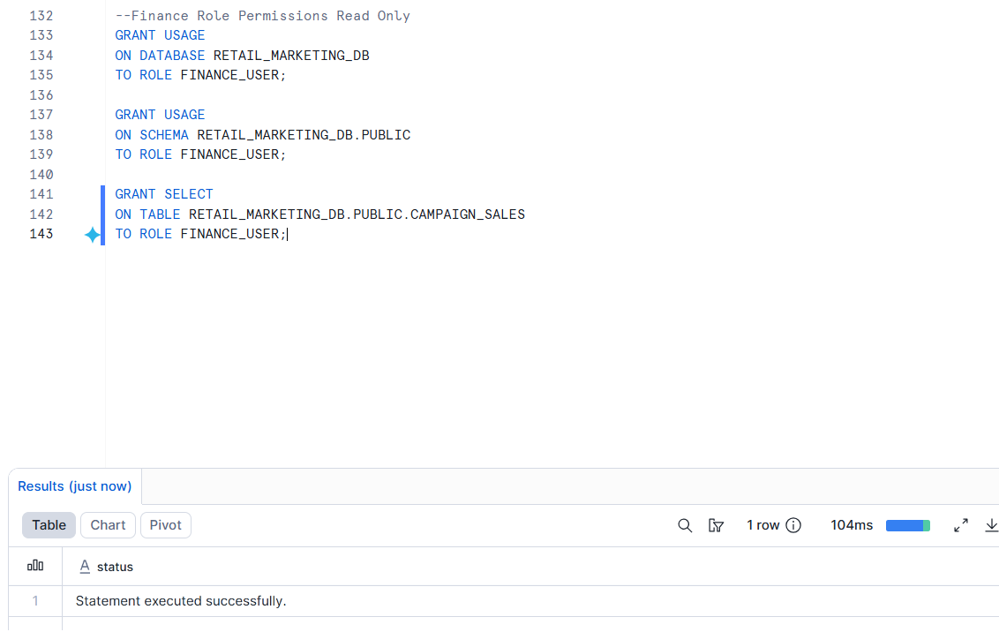 132 --Finance Role Permissions Read Only
133 GRANT USAGE
134 ON DATABASE RETAIL_MARKETING_DB
135 TO ROLE FINANCE_USER;
136
137 GRANT USAGE
138 ON SCHEMA RETAIL_MARKETING_DB.PUBLIC
139 TO ROLE FINANCE_USER;
140
141 GRANT SELECT
142 ON TABLE RETAIL_MARKETING_DB.PUBLIC.CAMPAIGN_SALES
143 TO ROLE FINANCE_USER;
Results (just now)
Table Chart Pivot 1 row 104ms
A status
1 Statement executed successfully.